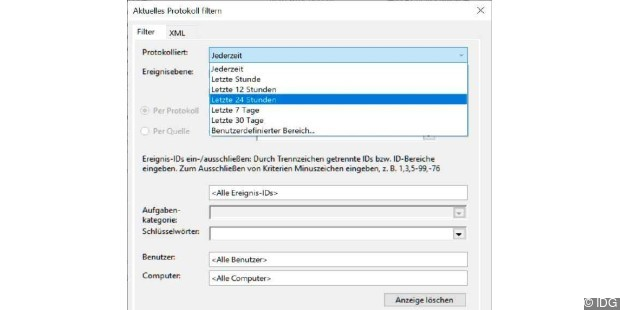 Aktuelles Protokoll filtern
Filter XML
Protokolliert: Jederzeit
Jederzeit
Ereignisebene: Letzte Stunde
Letzte 12 Stunden
Letzte 24 Stunden
Per Protokoll Letzte 7 Tage
Letzte 30 Tage
Per Quelle Benutzerdefinierter Bereich...
Ereignis-IDs ein-/ausschließen: Durch Trennzeichen getrennte IDs bzw. ID-Bereiche
eingeben. Zum Ausschließen von Kriterien Minuszeichen eingeben, z. B. 1,3,5-99,-76
<Alle Ereignis-IDs>
Aufgaben-
kategorie:
Schlüsselwörter:
Benutzer: <Alle Benutzer>
Computer: <Alle Computer>
Anzeige löschen
© IDG